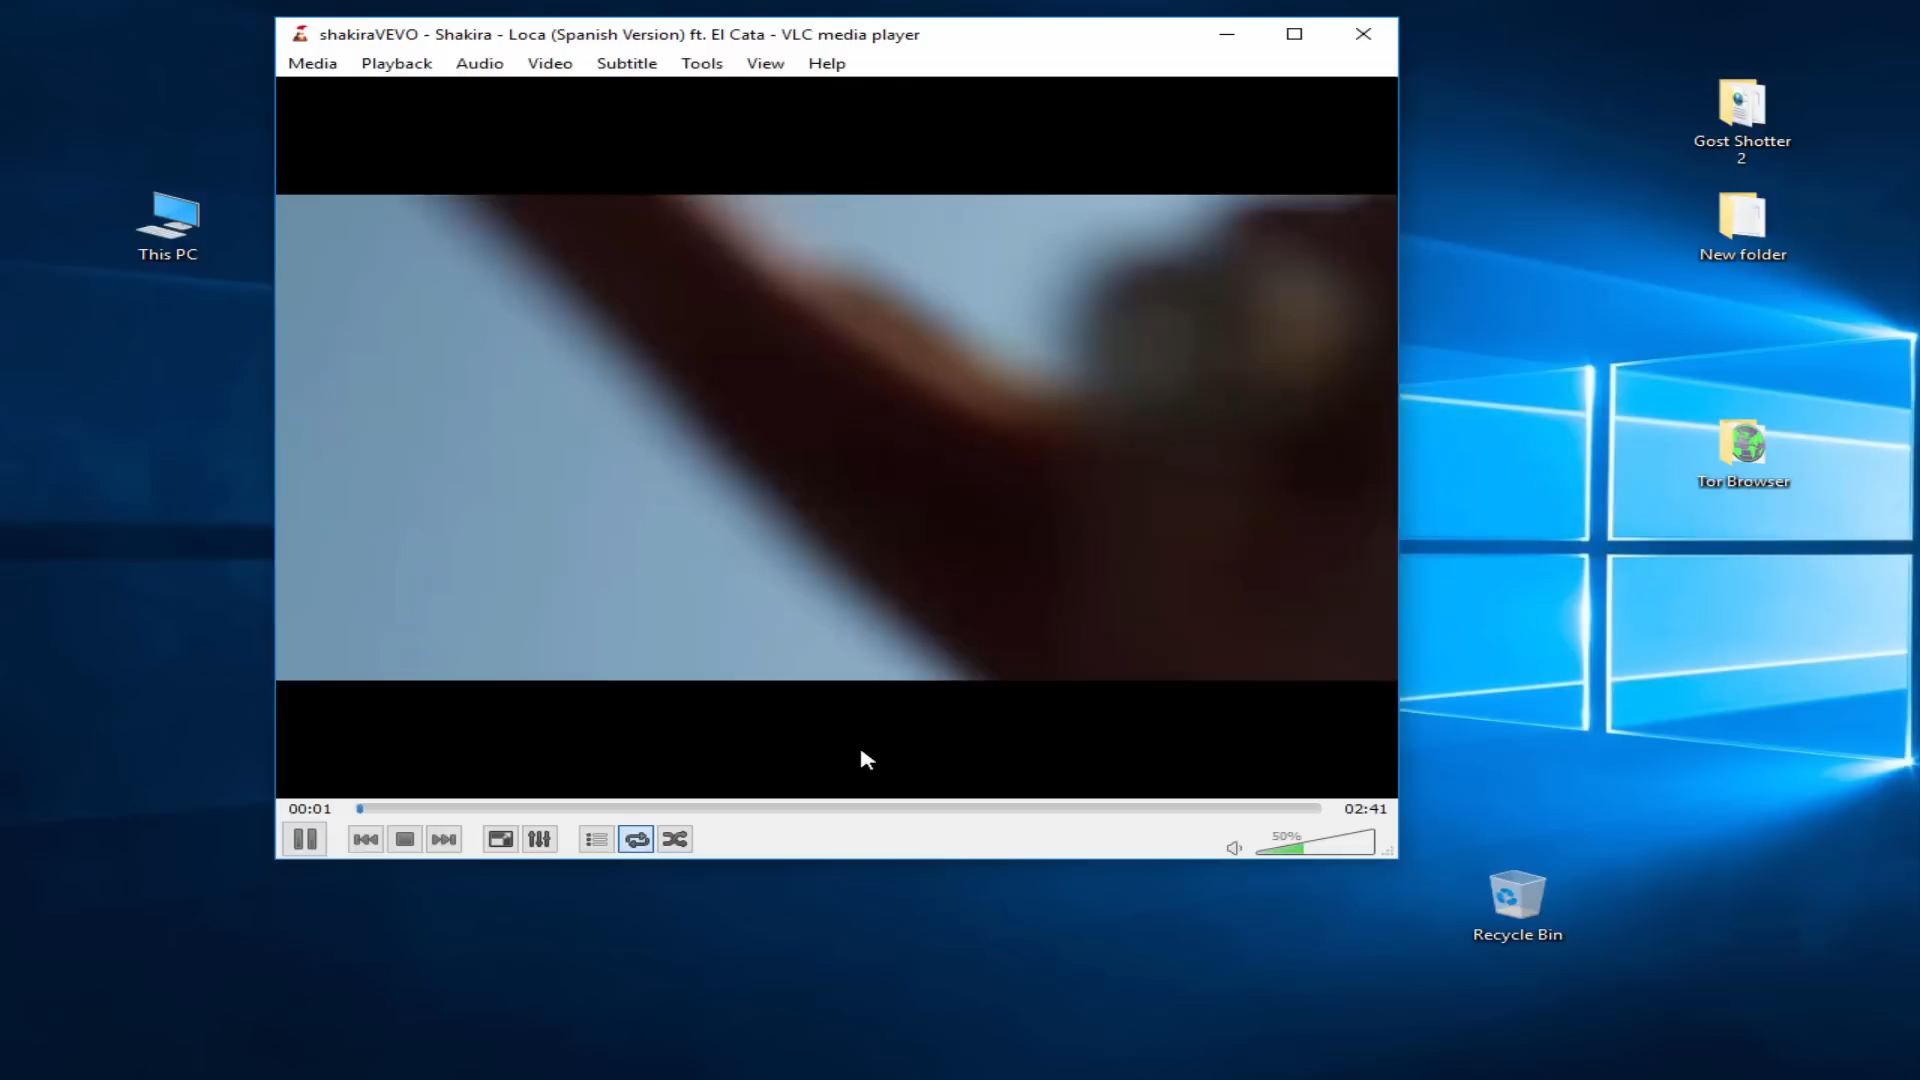 shakiraVEVO - Shakira - Loca (Spanish Version) ft. El Cata - VLC media player
Media Playback Audio Video Subtitle Tools View Help
Gost Shotter
2
This PC
New folder
Tor Browser
00:01
02:41
50%
Recycle Bin